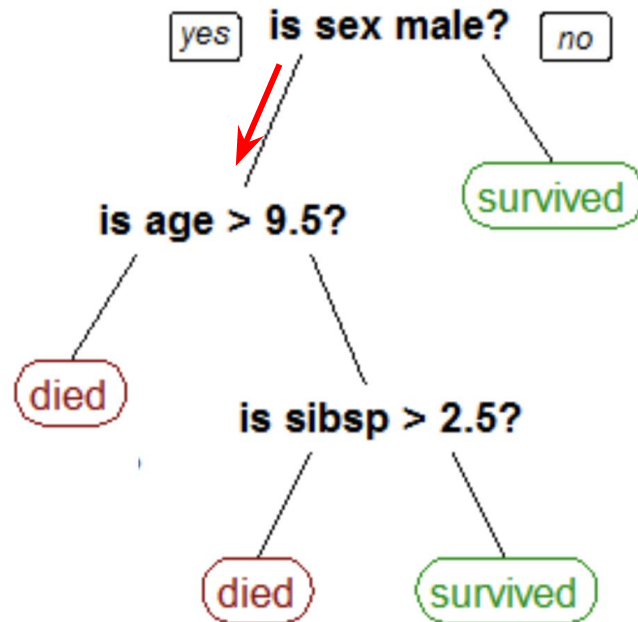 yes is sex male? no
survived
is age > 9.5?
died
is sibsp > 2.5?
died survived